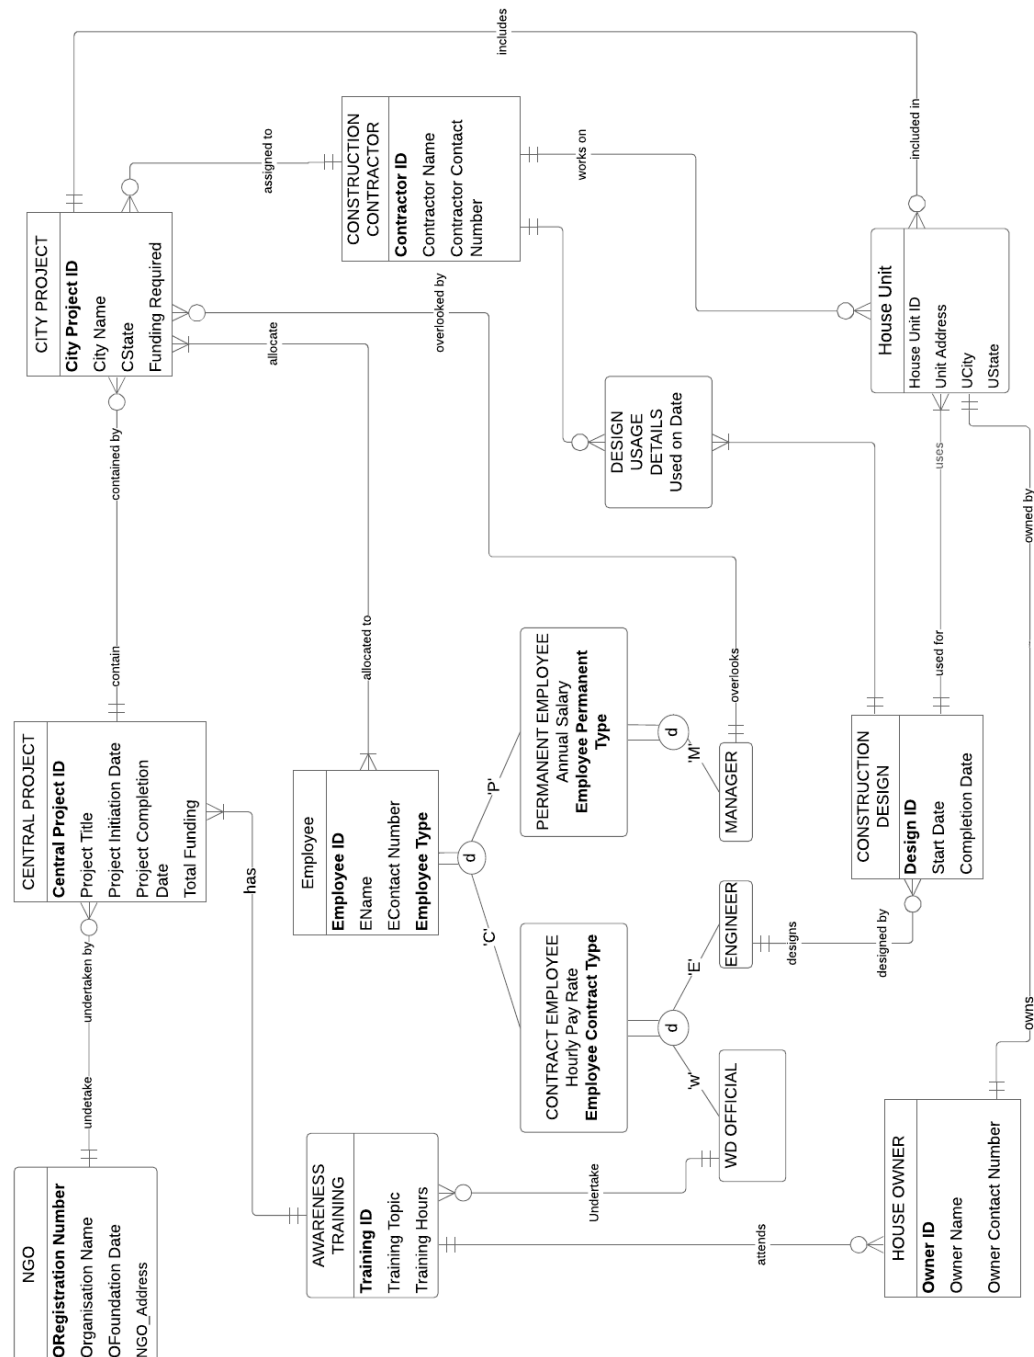 NGO
ORegistration Number
Organisation Name
OFoundation Date
NGO_Address
undetake
undertaken by
CENTRAL PROJECT
Central Project ID
Project Title
Project Initiation Date
Project Completion
Date
Total Funding
contain
contained by
CITY PROJECT
City Project ID
City Name
CState
Funding Required
includes
included in
assigned to
CONSTRUCTION
CONTRACTOR
Contractor ID
Contractor Name
Contractor Contact
Number
works on
overlooked by
allocate
allocated to
has
Employee
Employee ID
EName
EContact Number
Employee Type
d
'C'
'P'
AWARENESS
TRAINING
Training ID
Training Topic
Training Hours
CONTRACT EMPLOYEE
Hourly Pay Rate
Employee Contract Type
d
'w'
'E'
PERMANENT EMPLOYEE
Annual Salary
Employee Permanent
Type
d
'M'
DESIGN
USAGE
DETAILS
Used on Date
Undertake
attends
WD OFFICIAL
ENGINEER
MANAGER
overlooks
designs
designed by
CONSTRUCTION
DESIGN
Design ID
Start Date
Completion Date
used for
uses
House Unit
House Unit ID
Unit Address
UCity
UState
HOUSE OWNER
Owner ID
Owner Name
Owner Contact Number
owns
owned by